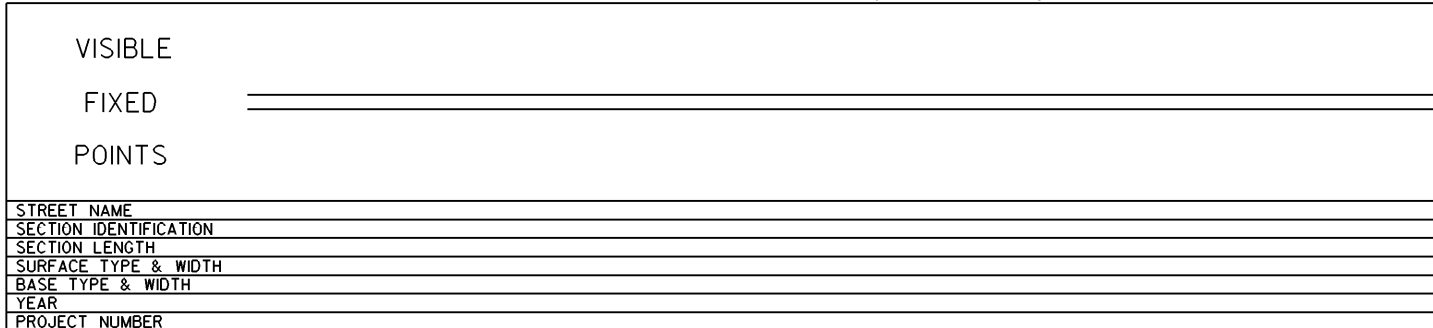 VISIBLE
FIXED
POINTS
STREET NAME
SECTION IDENTIFICATION
SECTION LENGTH
SURFACE TYPE & WIDTH
BASE TYPE & WIDTH
YEAR
PROJECT NUMBER